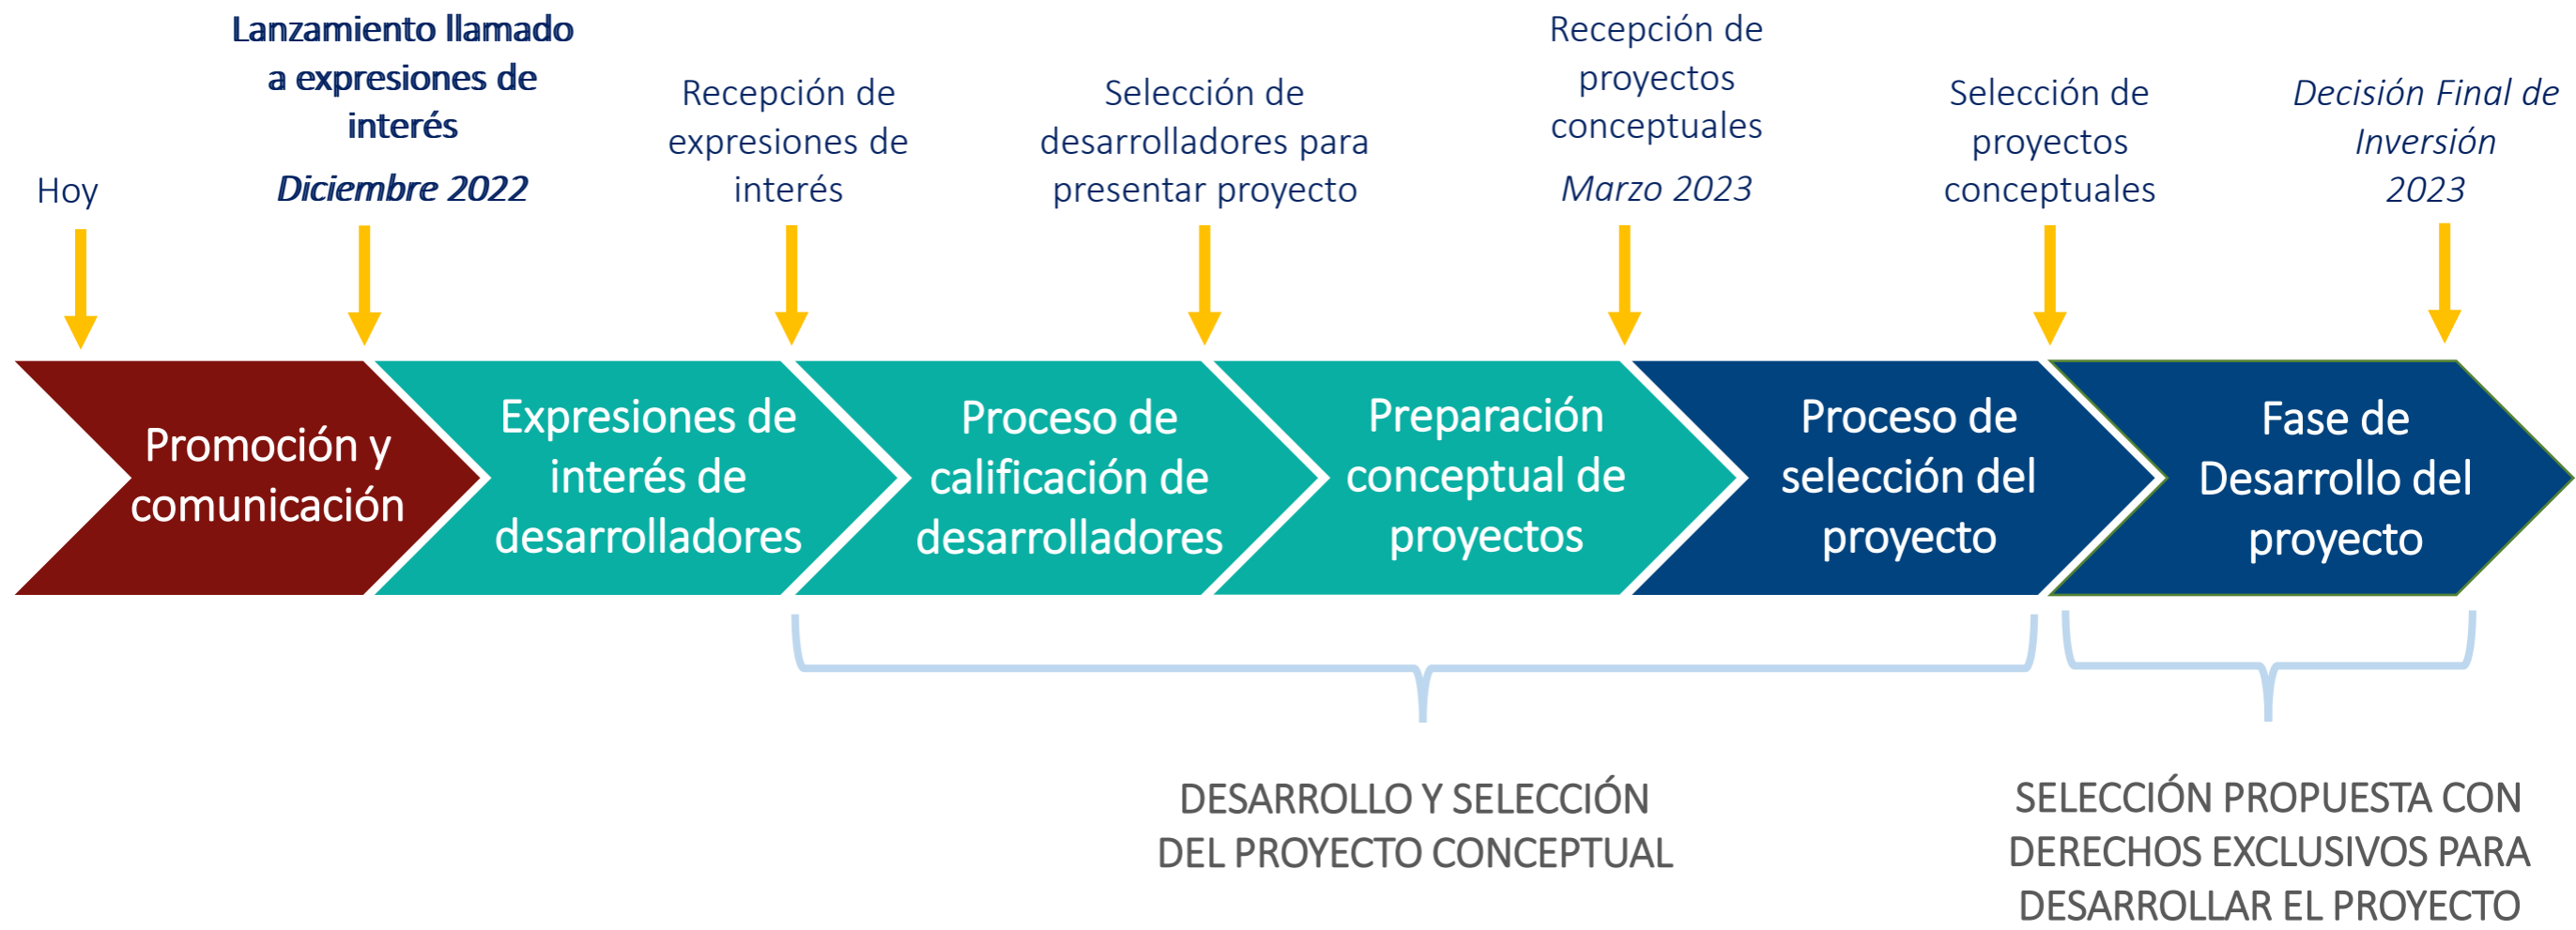 Hoy
Lanzamiento llamado
a expresiones de
interés
Diciembre 2022
Recepción de
expresiones de
interés
Selección de
desarrolladores para
presentar proyecto
Recepción de
proyectos
conceptuales
Marzo 2023
Selección de
proyectos
conceptuales
Decisión Final de
Inversión
2023
Promoción y
comunicación
Expresiones de
interés de
desarrolladores
Proceso de
calificación de
desarrolladores
Preparación
conceptual de
proyectos
Proceso de
selección del
proyecto
Fase de
Desarrollo del
proyecto
DESARROLLO Y SELECCIÓN
DEL PROYECTO CONCEPTUAL
SELECCIÓN PROPUESTA CON
DERECHOS EXCLUSIVOS PARA
DESARROLLAR EL PROYECTO